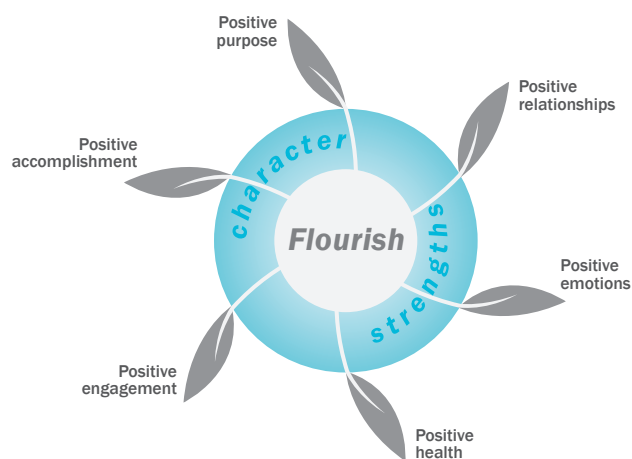 Positive
purpose
Positive
relationships
Positive
accomplishment
character
Flourish
strengths
Positive
emotions
Positive
engagement
Positive
health